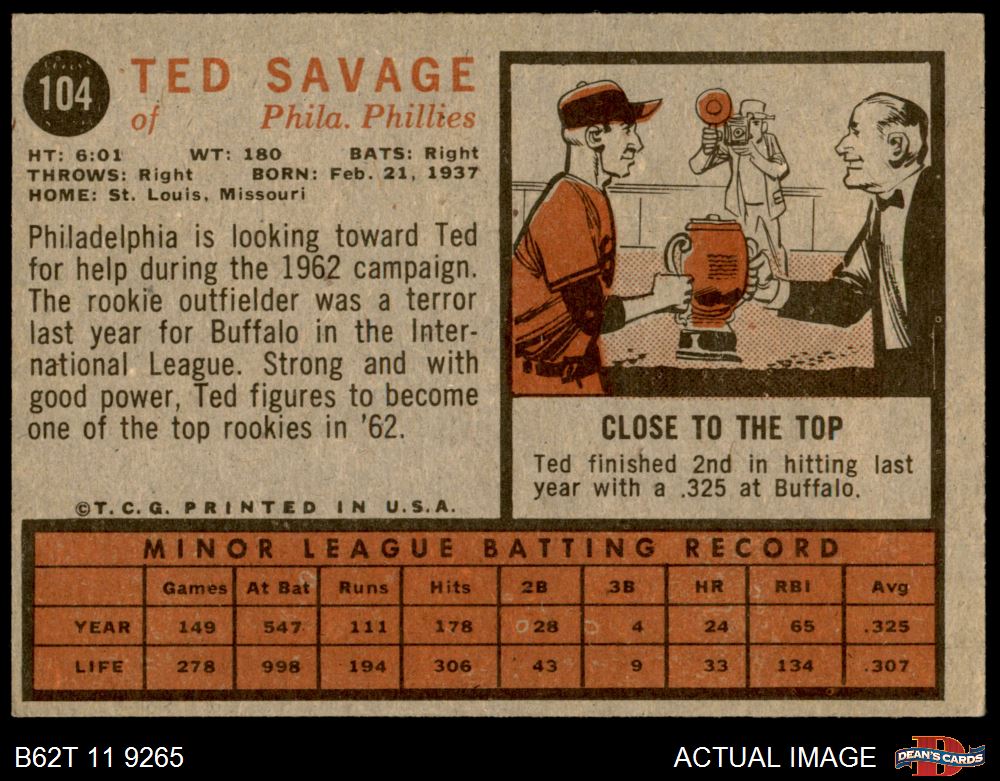 104
TED SAVAGE
of Phila. Phillies
HT: 6:01 WT: 180 BATS: Right
THROWS: Right BORN: Feb. 21, 1937
HOME: St. Louis, Missouri
Philadelphia is looking toward Ted
for help during the 1962 campaign.
The rookie outfielder was a terror
last year for Buffalo in the Inter-
national League. Strong and with
good power, Ted figures to become
one of the top rookies in '62.
©T.C.G. PRINTED IN U.S.A.
CLOSE TO THE TOP
Ted finished 2nd in hitting last
year with a .325 at Buffalo.
MINOR LEAGUE BATTING RECORD
Games At Bat Runs Hits 2B 3B HR RBI Avg
YEAR 149 547 111 178 28 4 24 65 .325
LIFE 278 998 194 306 43 9 33 134 .307
B62T 11 9265
ACTUAL IMAGE
D
DEAN'S CARDS